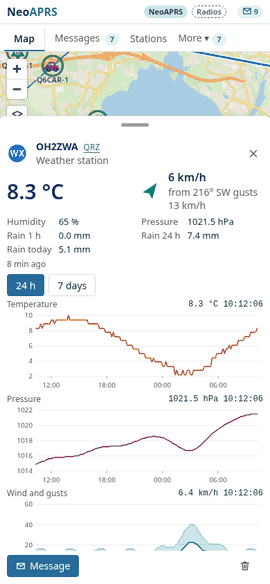 NeoAPRS
NeoAPRS Radios 9
Map Messages 7 Stations More 7
+
Q6CAR-1
−
WX OH2ZWA QRZ
Weather station
8.3 °C
6 km/h
from 216° SW gusts
13 km/h
Humidity 65 % Pressure 1021.5 hPa
Rain 1 h 0.0 mm Rain 24 h 7.4 mm
Rain today 5.1 mm
8 min ago
24 h 7 days
Temperature 8.3 °C 10:12:06
10
8
6
4
2
12:00 18:00 00:00 06:00
Pressure 1021.5 hPa 10:12:06
1022
1020
1018
1016
1014
12:00 18:00 00:00 06:00
Wind and gusts 6.4 km/h 10:12:06
60
40
20
Message